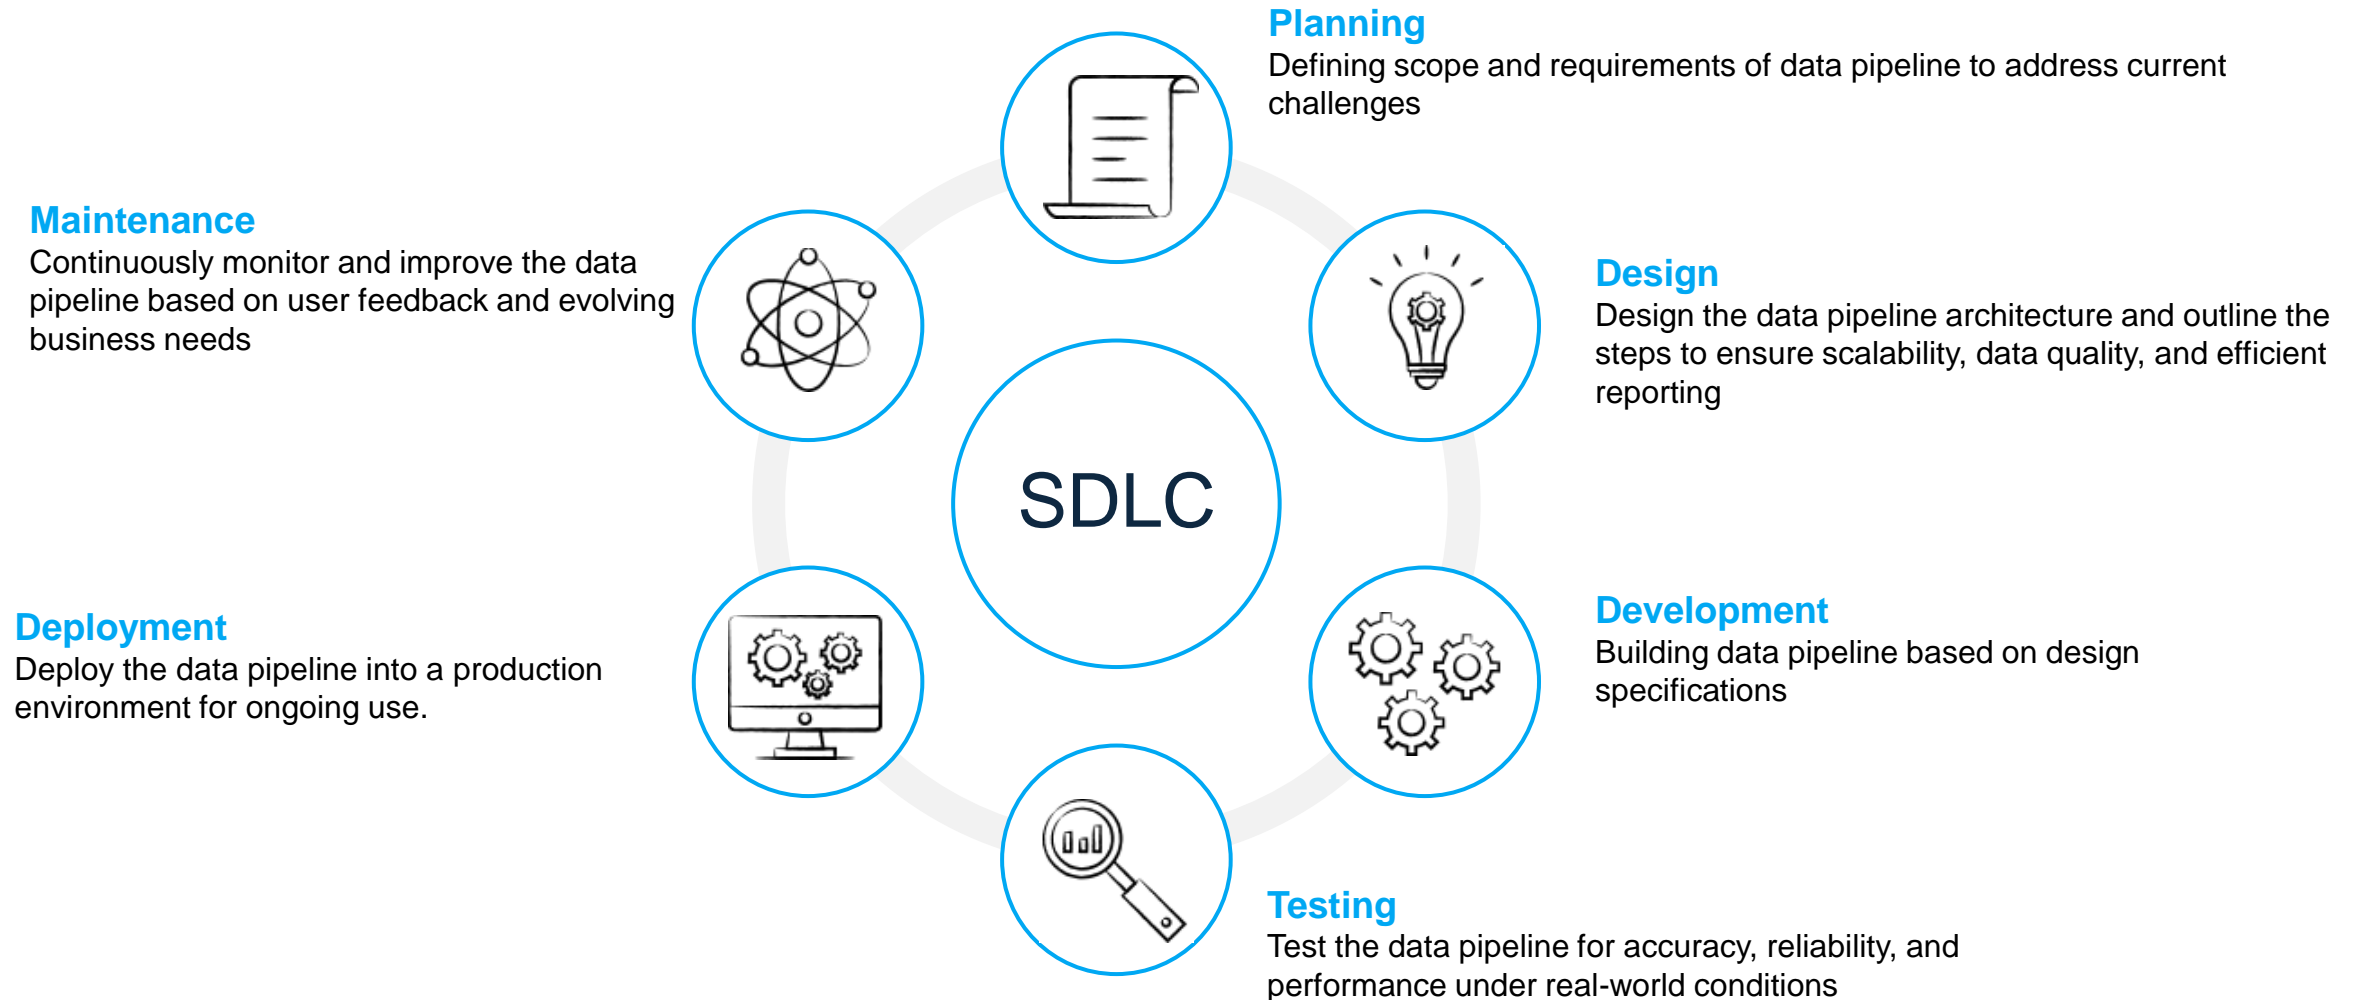 Planning
Defining scope and requirements of data pipeline to address current
challenges
Design
Design the data pipeline architecture and outline the
steps to ensure scalability, data quality, and efficient
reporting
Development
Building data pipeline based on design
specifications
Testing
Test the data pipeline for accuracy, reliability, and
performance under real-world conditions
Deployment
Deploy the data pipeline into a production
environment for ongoing use.
Maintenance
Continuously monitor and improve the data
pipeline based on user feedback and evolving
business needs
SDLC